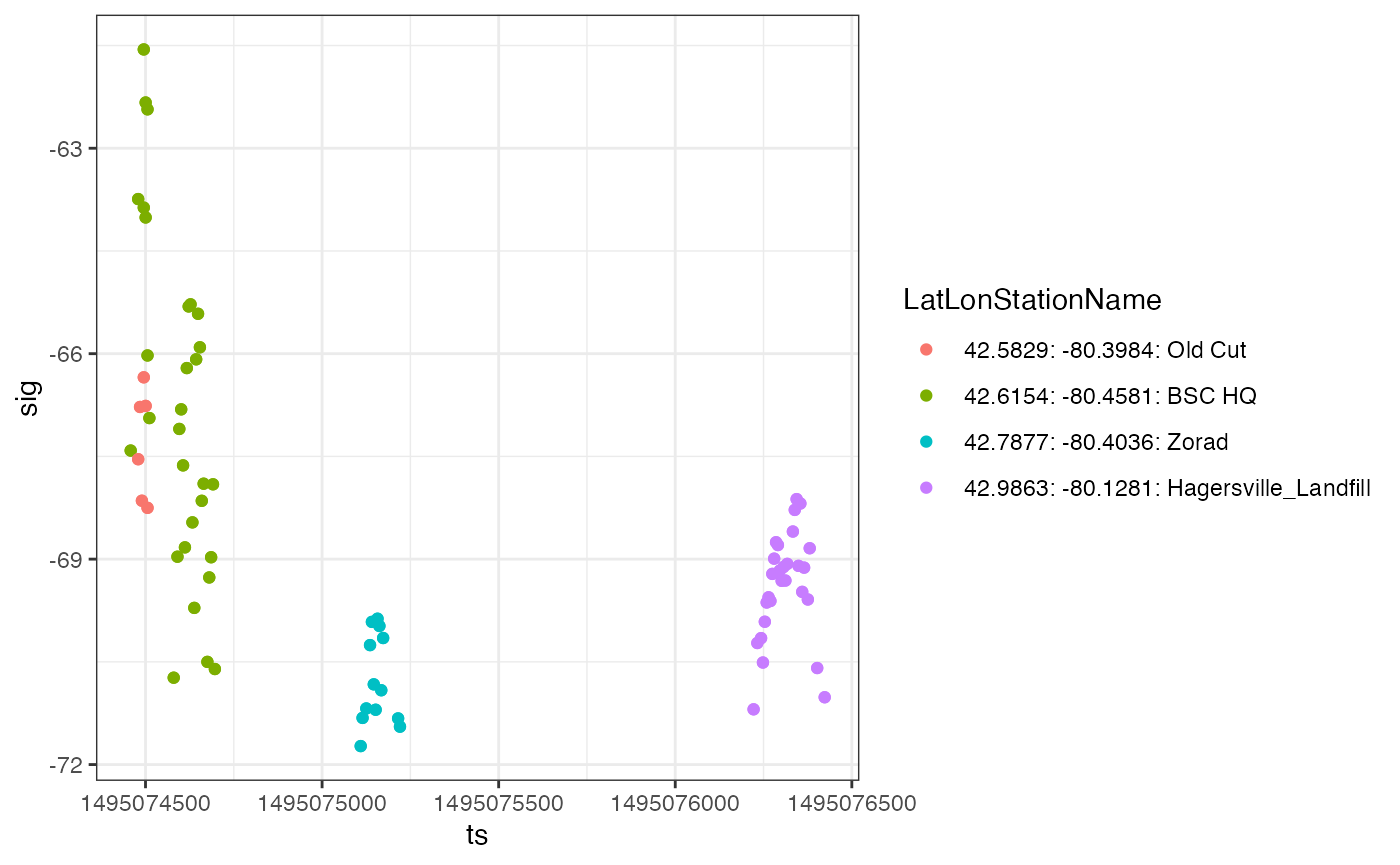 -63
-66
-69
-72
sig
1495074500 1495075000 1495075500 1495076000 1495076500
ts
LatLonStationName
42.5829: -80.3984: Old Cut
42.6154: -80.4581: BSC HQ
42.7877: -80.4036: Zorad
42.9863: -80.1281: Hagersville_Landfill